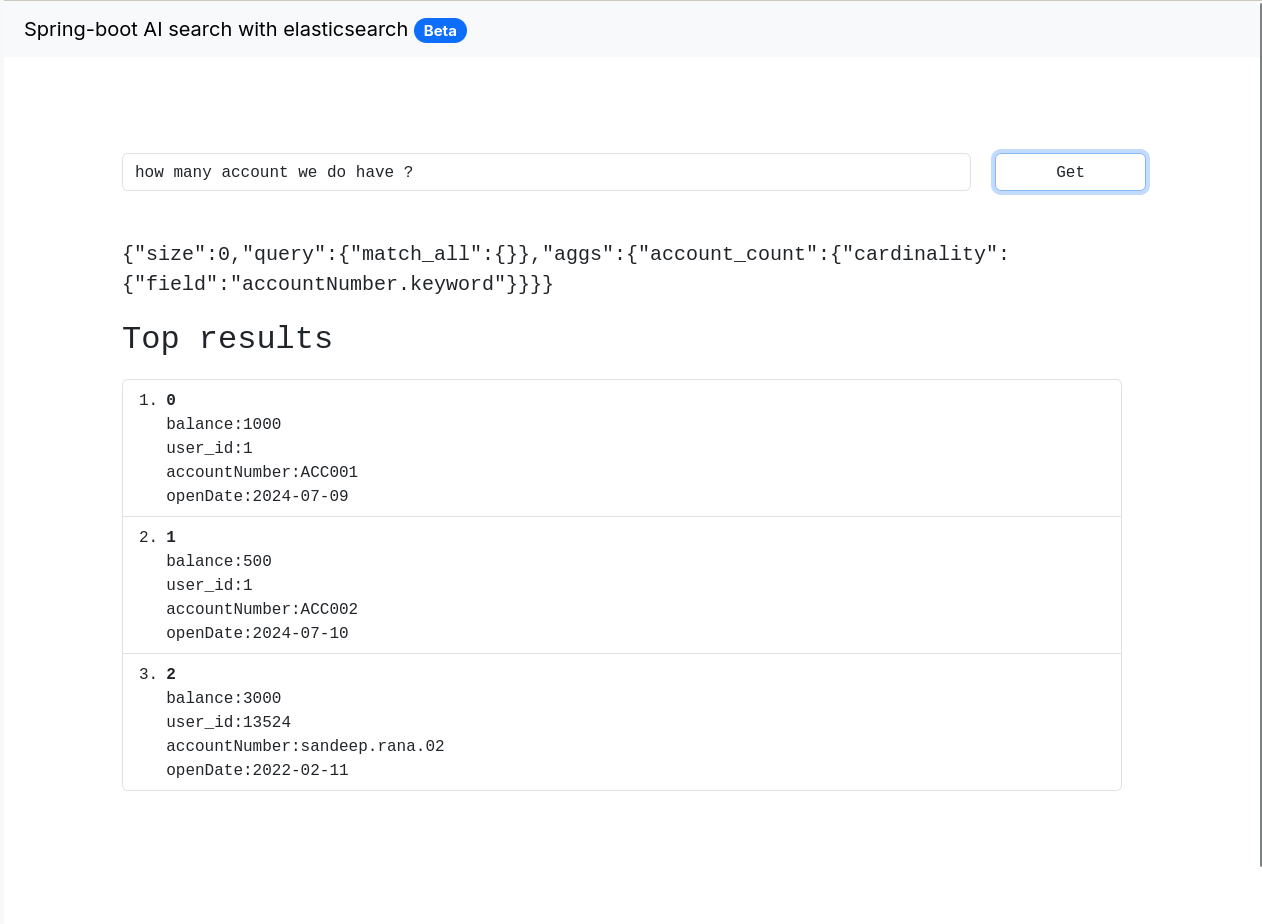 Spring-boot AI search with elasticsearch Beta
how many account we do have ?
Get
{"size":0,"query":{"match_all":{}},"aggs":{"account_count":{"cardinality":
{"field":"accountNumber.keyword"}}}}
Top results
1. 0
balance:1000
user_id:1
accountNumber:ACC001
openDate:2024-07-09
2. 1
balance:500
user_id:1
accountNumber:ACC002
openDate:2024-07-10
3. 2
balance:3000
user_id:13524
accountNumber:sandeep.rana.02
openDate:2022-02-11